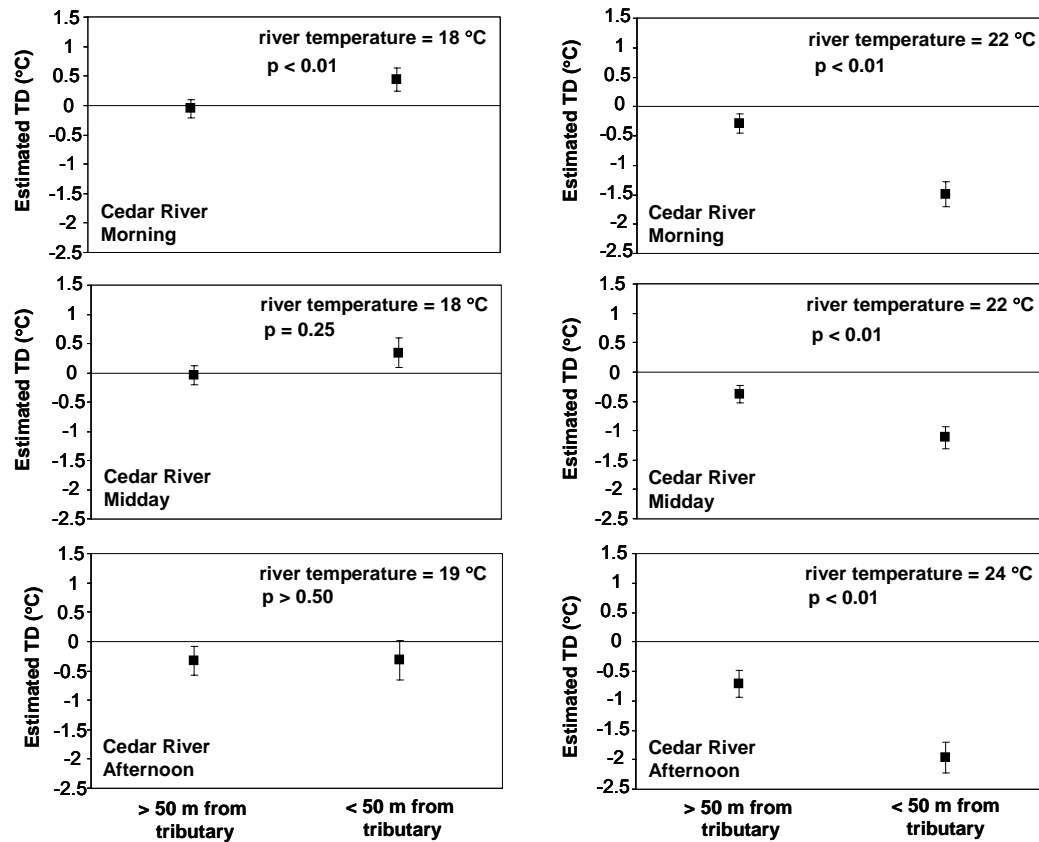 Estimated TD (°C)
1.5
1
0.5
0
-0.5
-1
-1.5
-2
-2.5
river temperature = 18 °C
p < 0.01
Cedar River
Morning
Estimated TD (°C)
1.5
1
0.5
0
-0.5
-1
-1.5
-2
-2.5
river temperature = 22 °C
p < 0.01
Cedar River
Morning
Estimated TD (°C)
1.5
1
0.5
0
-0.5
-1
-1.5
-2
-2.5
river temperature = 18 °C
p = 0.25
Cedar River
Midday
Estimated TD (°C)
1.5
1
0.5
0
-0.5
-1
-1.5
-2
-2.5
river temperature = 22 °C
p < 0.01
Cedar River
Midday
Estimated TD (°C)
1.5
1
0.5
0
-0.5
-1
-1.5
-2
-2.5
river temperature = 19 °C
p > 0.50
Cedar River
Afternoon
> 50 m from
tributary
< 50 m from
tributary
Estimated TD (°C)
1.5
1
0.5
0
-0.5
-1
-1.5
-2
-2.5
river temperature = 24 °C
p < 0.01
Cedar River
Afternoon
> 50 m from
tributary
< 50 m from
tributary